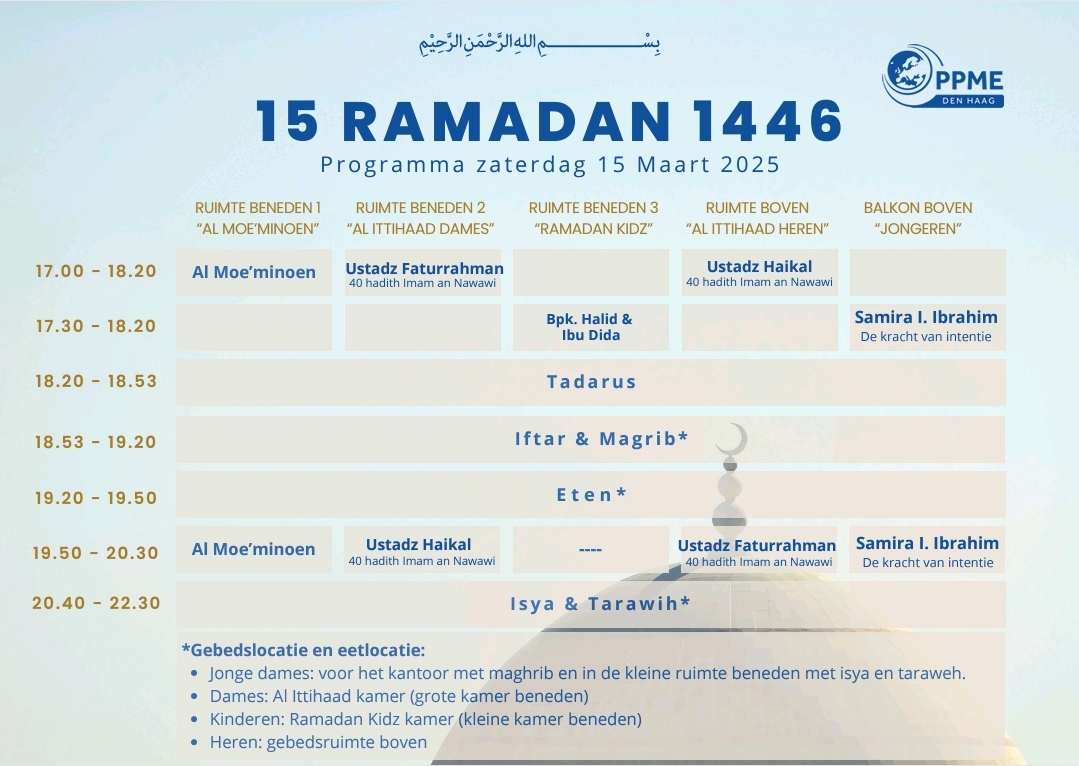 بِسْمِ اللهِ الرَّحْمَنِ الرَّحِيْمِ
PPME
DEN HAAG
15 RAMADAN 1446
Programma zaterdag 15 Maart 2025
RUIMTE BENEDEN 1 RUIMTE BENEDEN 2 RUIMTE BENEDEN 3 RUIMTE BOVEN BALKON BOVEN
“AL MOE’MINOEN” “AL ITTIHAAD DAMES” “RAMADAN KIDZ” “AL ITTIHAAD HEREN” “JONGEREN”
17.00 - 18.20 Al Moe’minoen Ustadz Faturrahman Ustadz Haikal
40 hadith Imam an Nawawi 40 hadith Imam an Nawawi
17.30 - 18.20 Bpk. Halid & Samira I. Ibrahim
Ibu Dida De kracht van intentie
18.20 - 18.53 Tadarus
18.53 - 19.20 Iftar & Magrib*
19.20 - 19.50 Eten*
19.50 - 20.30 Al Moe’minoen Ustadz Haikal ---- Ustadz Faturrahman Samira I. Ibrahim
40 hadith Imam an Nawawi 40 hadith Imam an Nawawi De kracht van intentie
20.40 - 22.30 Isya & Tarawih*
*Gebedslocatie en eetlocatie:
• Jonge dames: voor het kantoor met maghrib en in de kleine ruimte beneden met isya en taraweh.
• Dames: Al Ittihaad kamer (grote kamer beneden)
• Kinderen: Ramadan Kidz kamer (kleine kamer beneden)
• Heren: gebedsruimte boven